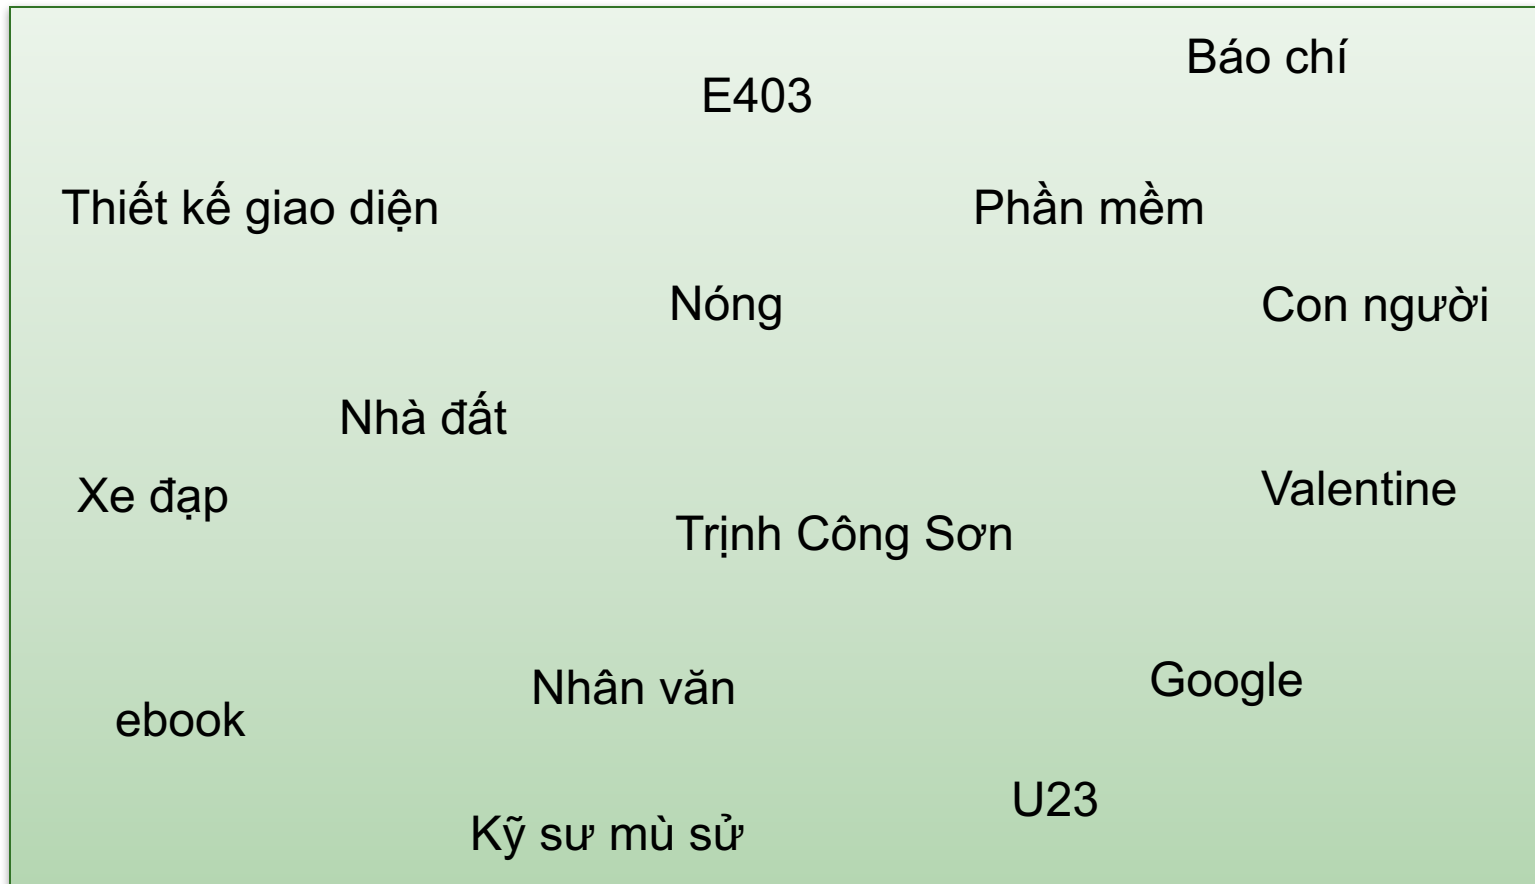 Báo chí
E403
Thiết kế giao diện
Phần mềm
Nóng
Con người
Nhà đất
Xe đạp
Valentine
Trịnh Công Sơn
Nhân văn
Google
ebook
U23
Kỹ sư mù sử